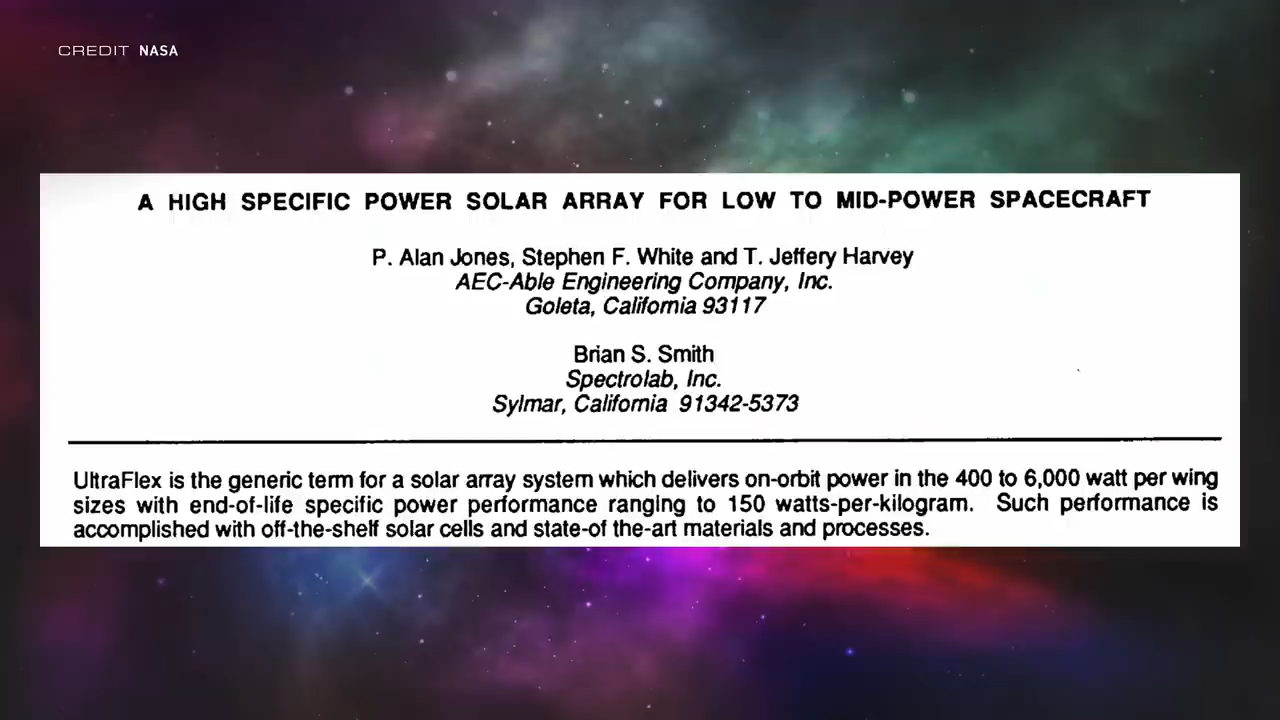 CREDIT NASA
A HIGH SPECIFIC POWER SOLAR ARRAY FOR LOW TO MID-POWER SPACECRAFT
P. Alan Jones, Stephen F. White and T. Jeffery Harvey
AEC-Able Engineering Company, Inc.
Goleta, California 93117
Brian S. Smith
Spectrolab, Inc.
Sylmar, California 91342-5373
UltraFlex is the generic term for a solar array system which delivers on-orbit power in the 400 to 6,000 watt per wing
sizes with end-of-life specific power performance ranging to 150 watts-per-kilogram. Such performance is
accomplished with off-the-shelf solar cells and state-of the-art materials and processes.